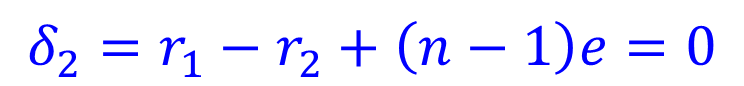 δ₂ = r₁ − r₂ + (n − 1)e = 0